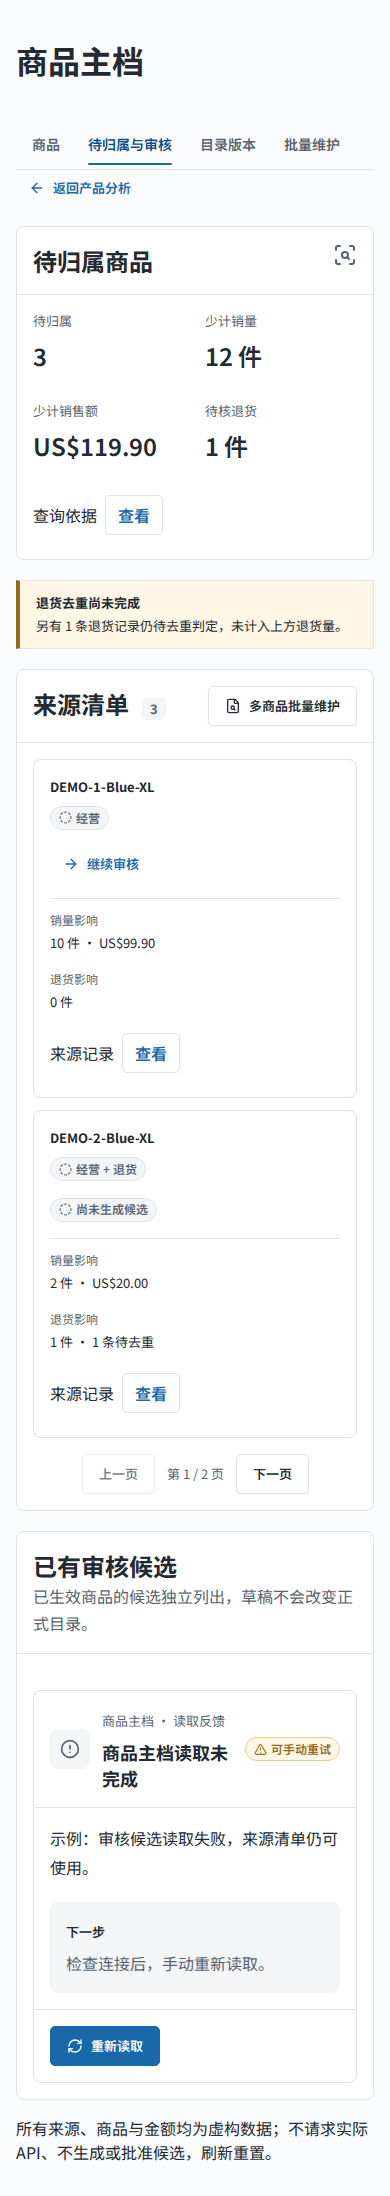 商品主档
商品 待归属与审核 目录版本 批量维护
返回产品分析
待归属商品
待归属 少计销量
3 12 件
少计销售额 待核退货
US$119.90 1 件
查询依据 查看
退货去重尚未完成
另有 1 条退货记录仍待去重判定，未计入上方退货量。
来源清单 3 多商品批量维护
DEMO-1-Blue-XL
经营
继续审核
销量影响
10 件 • US$99.90
退货影响
0 件
来源记录 查看
DEMO-2-Blue-XL
经营 + 退货
尚未生成候选
销量影响
2 件 • US$20.00
退货影响
1 件 • 1 条待去重
来源记录 查看
上一页 第 1 / 2 页 下一页
已有审核候选
已生效商品的候选独立列出，草稿不会改变正
式目录。
商品主档 • 读取反馈
商品主档读取未
完成
可手动重试
示例：审核候选读取失败，来源清单仍可
使用。
下一步
检查连接后，手动重新读取。
重新读取
所有来源、商品与金额均为虚构数据；不请求实际
API、不生成或批准候选，刷新重置。